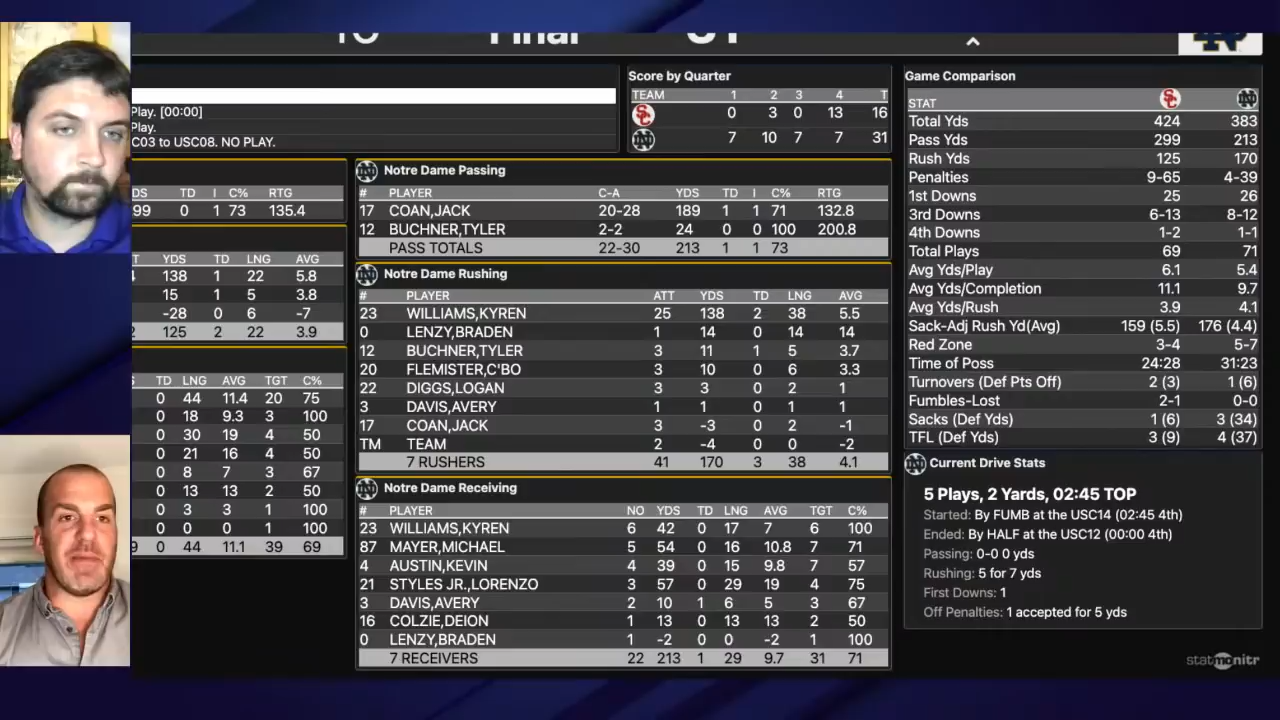 16 Final 31
Play. [00:00]
Play.
C03 to USC08. NO PLAY.
Score by Quarter
TEAM 1 2 3 4 T
SC 0 3 0 13 16
ND 7 10 7 7 31
DS TD I C% RTG
99 0 1 73 135.4
YDS TD LNG AVG
138 1 22 5.8
15 1 5 3.8
-28 0 6 -7
2 125 2 22 3.9
TD LNG AVG TGT C%
0 44 11.4 20 75
0 18 9.3 3 100
0 30 19 4 50
0 21 16 4 50
0 8 7 3 67
0 13 13 2 50
0 3 3 1 100
0 0 0 1 100
9 0 44 11.1 39 69
Notre Dame Passing
# PLAYER C-A YDS TD I C% RTG
17 COAN,JACK 20-28 189 1 1 71 132.8
12 BUCHNER,TYLER 2-2 24 0 0 100 200.8
PASS TOTALS 22-30 213 1 1 73
Notre Dame Rushing
# PLAYER ATT YDS TD LNG AVG
23 WILLIAMS,KYREN 25 138 2 38 5.5
0 LENZY,BRADEN 1 14 0 14 14
12 BUCHNER,TYLER 3 11 1 5 3.7
20 FLEMISTER,C'BO 3 10 0 6 3.3
22 DIGGS,LOGAN 3 3 0 2 1
3 DAVIS,AVERY 1 1 0 1 1
17 COAN,JACK 3 -3 0 2 -1
TM TEAM 2 -4 0 0 -2
7 RUSHERS 41 170 3 38 4.1
Notre Dame Receiving
# PLAYER NO YDS TD LNG AVG TGT C%
23 WILLIAMS,KYREN 6 42 0 17 7 6 100
87 MAYER,MICHAEL 5 54 0 16 10.8 7 71
4 AUSTIN,KEVIN 4 39 0 15 9.8 7 57
21 STYLES JR.,LORENZO 3 57 0 29 19 4 75
3 DAVIS,AVERY 2 10 1 6 5 3 67
16 COLZIE,DEION 1 13 0 13 13 2 50
0 LENZY,BRADEN 1 -2 0 0 -2 1 100
7 RECEIVERS 22 213 1 29 9.7 31 71
Game Comparison
STAT SC ND
Total Yds 424 383
Pass Yds 299 213
Rush Yds 125 170
Penalties 9-65 4-39
1st Downs 25 26
3rd Downs 6-13 8-12
4th Downs 1-2 1-1
Total Plays 69 71
Avg Yds/Play 6.1 5.4
Avg Yds/Completion 11.1 9.7
Avg Yds/Rush 3.9 4.1
Sack-Adj Rush Yd(Avg) 159 (5.5) 176 (4.4)
Red Zone 3-4 5-7
Time of Poss 24:28 31:23
Turnovers (Def Pts Off) 2 (3) 1 (6)
Fumbles-Lost 2-1 0-0
Sacks (Def Yds) 1 (6) 3 (34)
TFL (Def Yds) 3 (9) 4 (37)
Current Drive Stats
5 Plays, 2 Yards, 02:45 TOP
Started: By FUMB at the USC14 (02:45 4th)
Ended: By HALF at the USC12 (00:00 4th)
Passing: 0-0 0 yds
Rushing: 5 for 7 yds
First Downs: 1
Off Penalties: 1 accepted for 5 yds
statmonitr